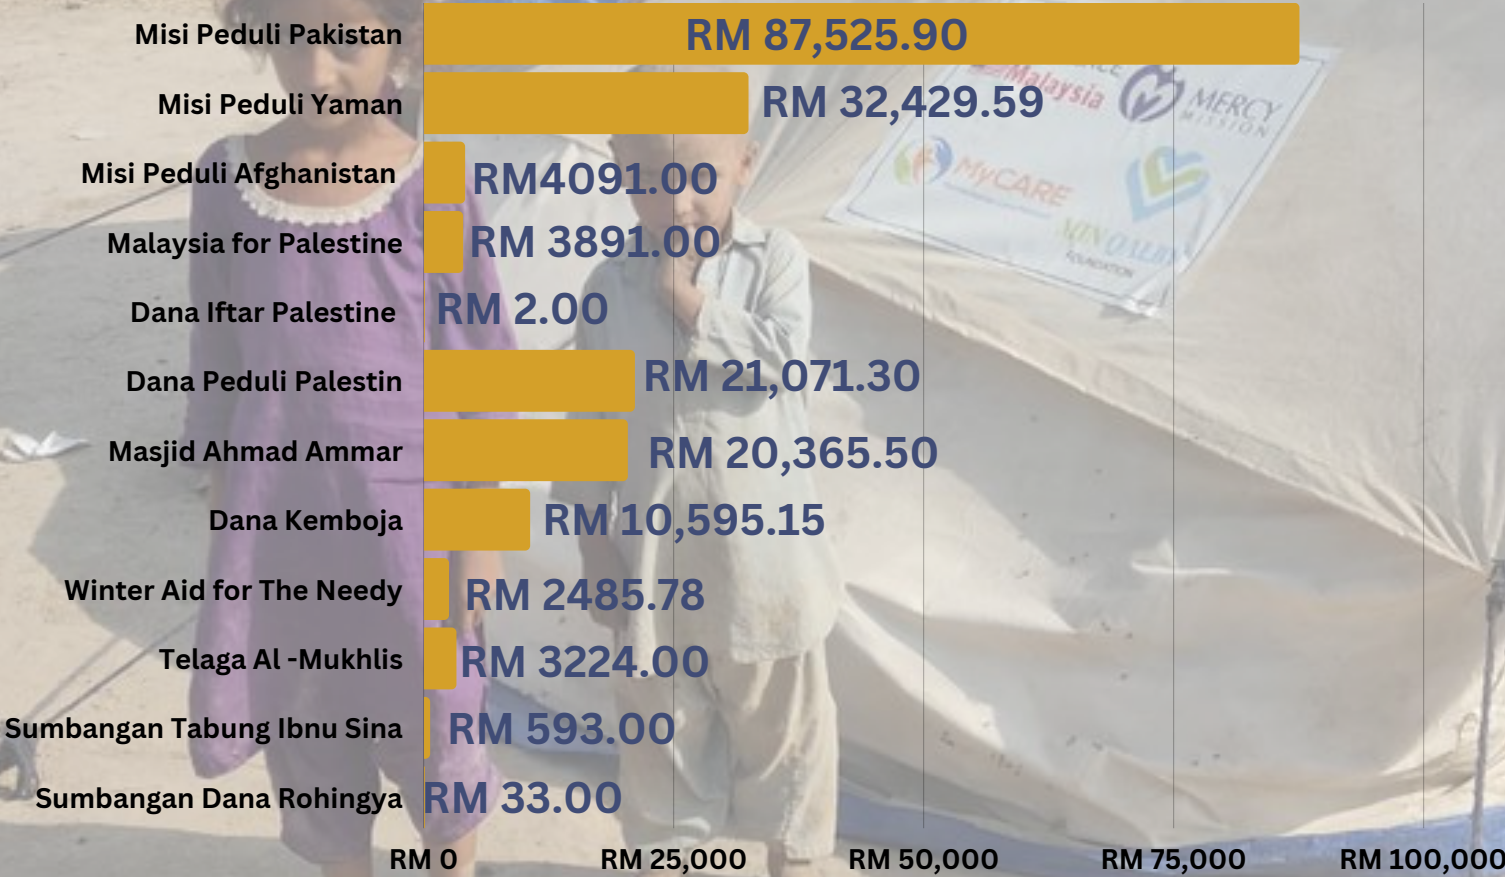 Misi Peduli Pakistan RM 87,525.90
Misi Peduli Yaman RM 32,429.59
Misi Peduli Afghanistan RM4091.00
Malaysia for Palestine RM 3891.00
Dana Iftar Palestine RM 2.00
Dana Peduli Palestin RM 21,071.30
Masjid Ahmad Ammar RM 20,365.50
Dana Kemboja RM 10,595.15
Winter Aid for The Needy RM 2485.78
Telaga Al -Mukhlis RM 3224.00
Sumbangan Tabung Ibnu Sina RM 593.00
Sumbangan Dana Rohingya RM 33.00
RM 0 RM 25,000 RM 50,000 RM 75,000 RM 100,000
Malaysia
MERCY
MISSION
MyCARE
FOUNDATION